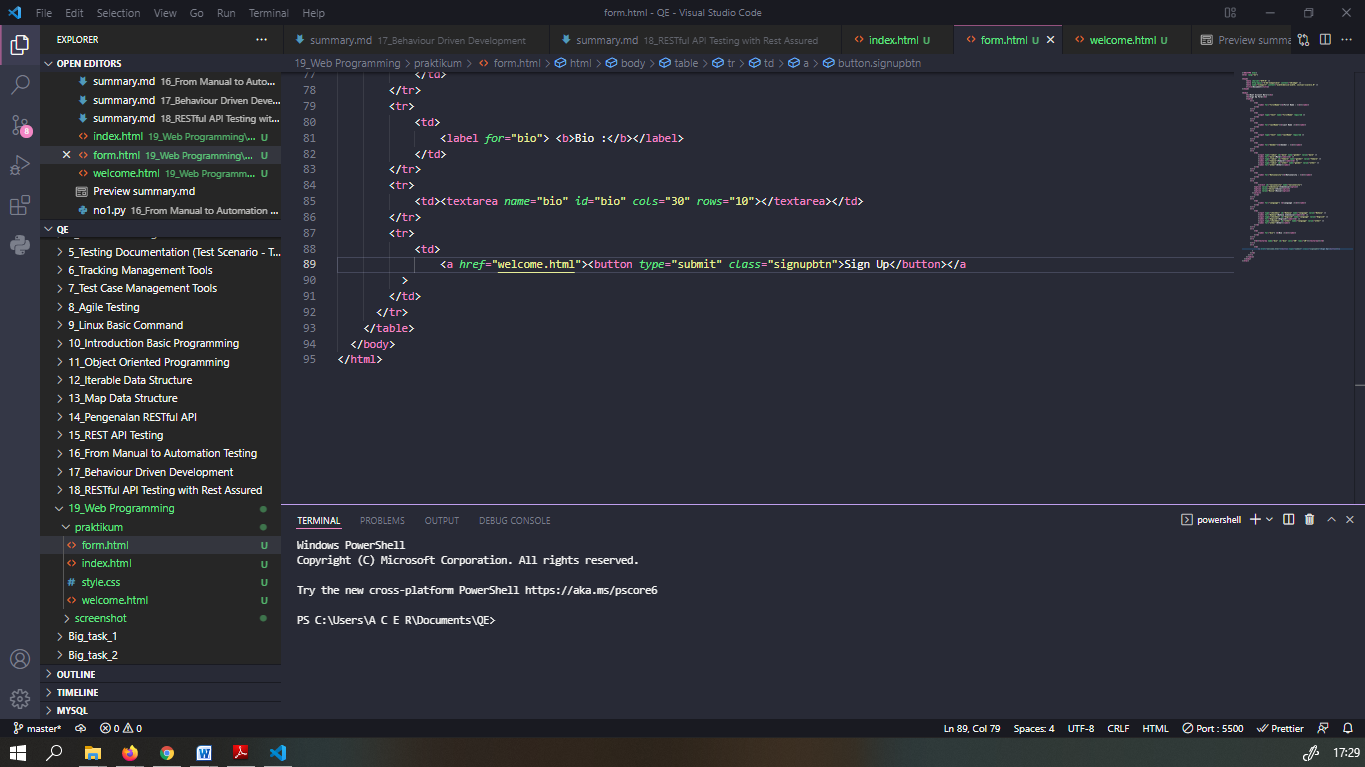 File Edit Selection View Go Run Terminal Help form.html - QE - Visual Studio Code
EXPLORER
OPEN EDITORS
summary.md 16_From Manual to Auto...
summary.md 17_Behaviour Driven Deve...
summary.md 18_RESTful API Testing wit...
index.html 19_Web Programming\... U
form.html 19_Web Programming\... U
welcome.html 19_Web Programm... U
Preview summary.md
no1.py 16_From Manual to Automation ...
QE
5_Testing Documentation (Test Scenario - T...
6_Tracking Management Tools
7_Test Case Management Tools
8_Agile Testing
9_Linux Basic Command
10_Introduction Basic Programming
11_Object Oriented Programming
12_Iterable Data Structure
13_Map Data Structure
14_Pengenalan RESTful API
15_REST API Testing
16_From Manual to Automation Testing
17_Behaviour Driven Development
18_RESTful API Testing with Rest Assured
19_Web Programming
praktikum
form.html U
index.html U
# style.css U
welcome.html U
screenshot
Big_task_1
Big_task_2
OUTLINE
TIMELINE
MYSQL
8
summary.md 17_Behaviour Driven Development summary.md 18_RESTful API Testing with Rest Assured index.html U form.html U welcome.html U Preview summa
19_Web Programming > praktikum > form.html > html > body > table > tr > td > a > button.signupbtn
77 </td>
78 </tr>
79 <tr>
80 <td>
81 <label for="bio"> <b>Bio :</b></label>
82 </td>
83 </tr>
84 <tr>
85 <td><textarea name="bio" id="bio" cols="30" rows="10"></textarea></td>
86 </tr>
87 <tr>
88 <td>
89 <a href="welcome.html"><button type="submit" class="signupbtn">Sign Up</button></a
90 >
91 </td>
92 </tr>
93 </table>
94 </body>
95 </html>
TERMINAL PROBLEMS OUTPUT DEBUG CONSOLE powershell
Windows PowerShell
Copyright (C) Microsoft Corporation. All rights reserved.
Try the new cross-platform PowerShell https://aka.ms/pscore6
PS C:\Users\A C E R\Documents\QE>
master* 0 0 Ln 89, Col 79 Spaces: 4 UTF-8 CRLF HTML Port : 5500 Prettier
17:29